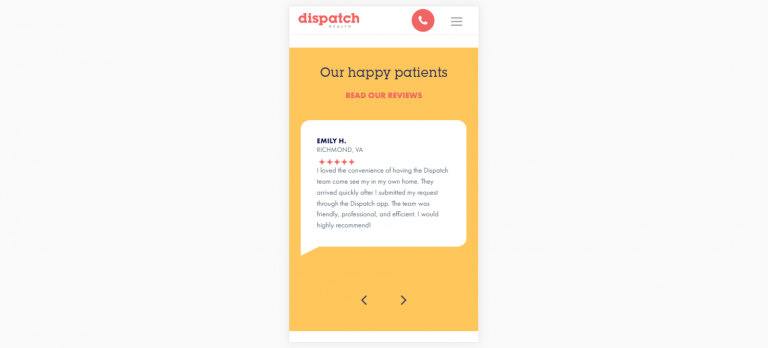 dispatch
HEALTH
Our happy patients
READ OUR REVIEWS
EMILY H.
RICHMOND, VA
I loved the convenience of having the Dispatch
team come see my in my own home. They
arrived quickly after I submitted my request
through the Dispatch app. The team was
friendly, professional, and efficient. I would
highly recommend!